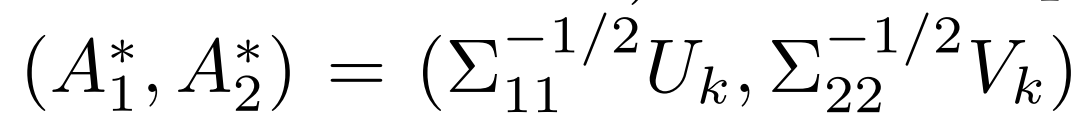 $(A_1^*, A_2^*) = (\Sigma_{11}^{-1/2} U_k, \Sigma_{22}^{-1/2} V_k)$